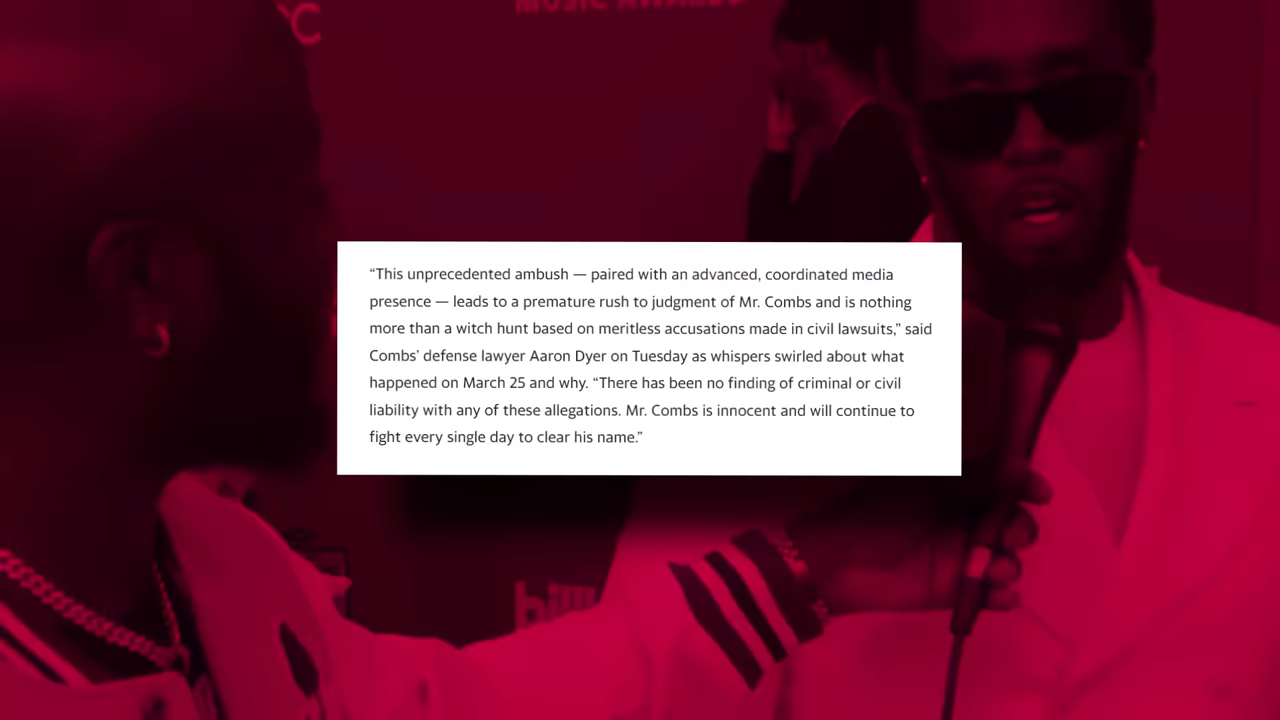 MUSIC AWARDS
“This unprecedented ambush — paired with an advanced, coordinated media
presence — leads to a premature rush to judgment of Mr. Combs and is nothing
more than a witch hunt based on meritless accusations made in civil lawsuits,” said
Combs’ defense lawyer Aaron Dyer on Tuesday as whispers swirled about what
happened on March 25 and why. “There has been no finding of criminal or civil
liability with any of these allegations. Mr. Combs is innocent and will continue to
fight every single day to clear his name.”